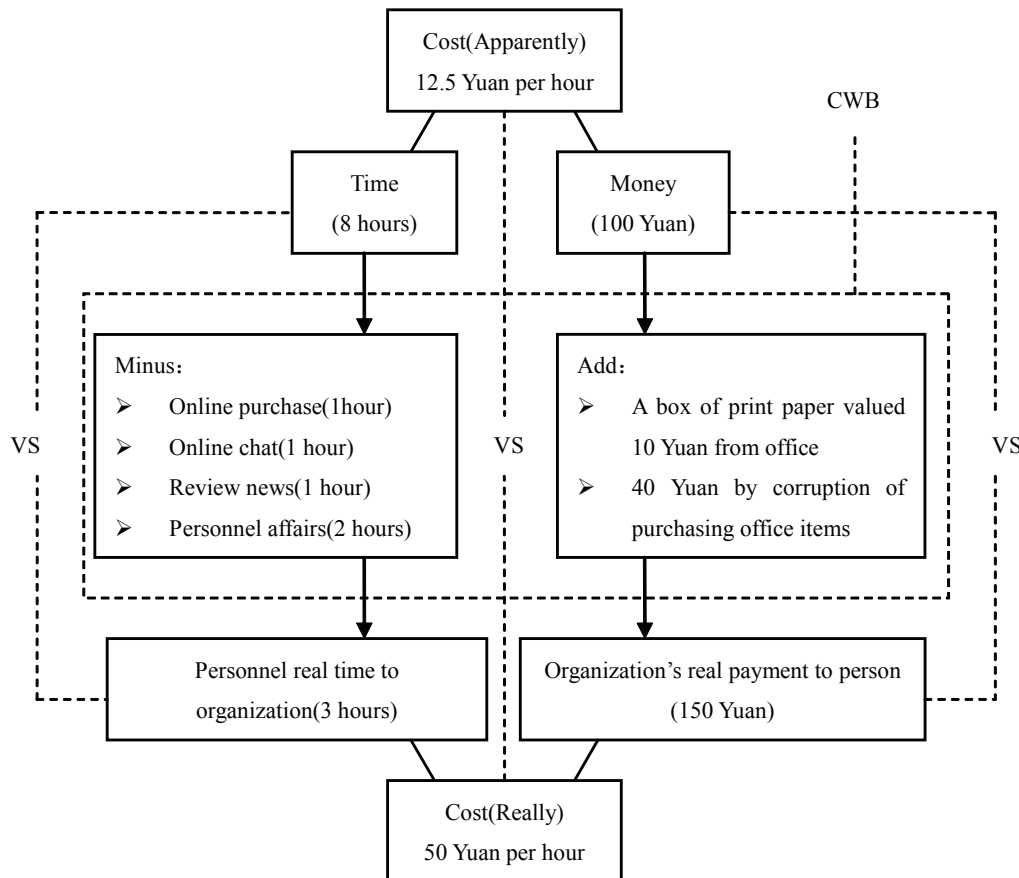 Cost(Apparently)
12.5 Yuan per hour
CWB
Time
(8 hours)
Money
(100 Yuan)
Minus：
➢ Online purchase(1hour)
➢ Online chat(1 hour)
➢ Review news(1 hour)
➢ Personnel affairs(2 hours)
Add：
➢ A box of print paper valued
10 Yuan from office
➢ 40 Yuan by corruption of
purchasing office items
VS
VS
VS
Personnel real time to
organization(3 hours)
Organization’s real payment to person
(150 Yuan)
Cost(Really)
50 Yuan per hour